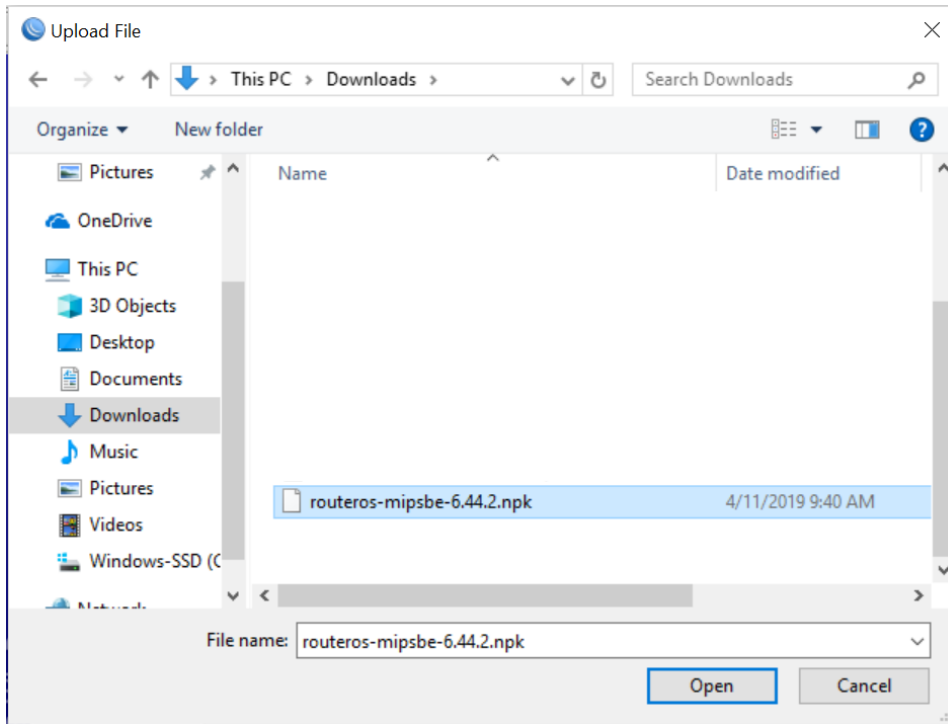 Upload File
This PC > Downloads >
Search Downloads
Organize
New folder
Name
Date modified
Pictures
OneDrive
This PC
3D Objects
Desktop
Documents
Downloads
Music
Pictures
Videos
Windows-SSD (C
routeros-mipsbe-6.44.2.npk 4/11/2019 9:40 AM
File name: routeros-mipsbe-6.44.2.npk
Open
Cancel